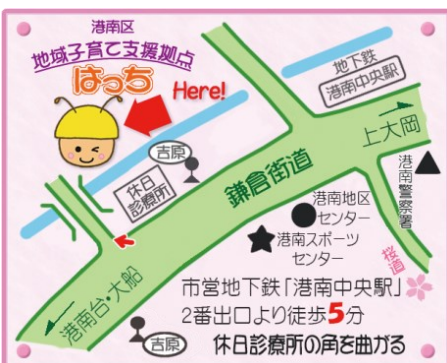 港南区
地域子育て支援拠点
はっち
Here!
地下鉄
港南中央駅
上大岡
吉原
休日
診療所
鎌倉街道
港南警察署
港南地区
センター
港南スポーツ
センター
桜道
港南台・大船
市営地下鉄「港南中央駅」
2番出口より徒歩5分
吉原
休日診療所の角を曲がる